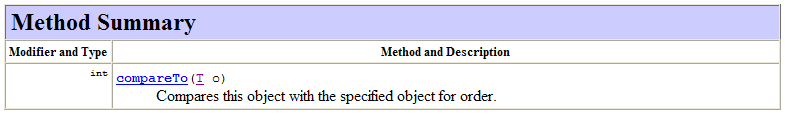 Method Summary
Modifier and Type Method and Description
int compareTo(T o)
Compares this object with the specified object for order.